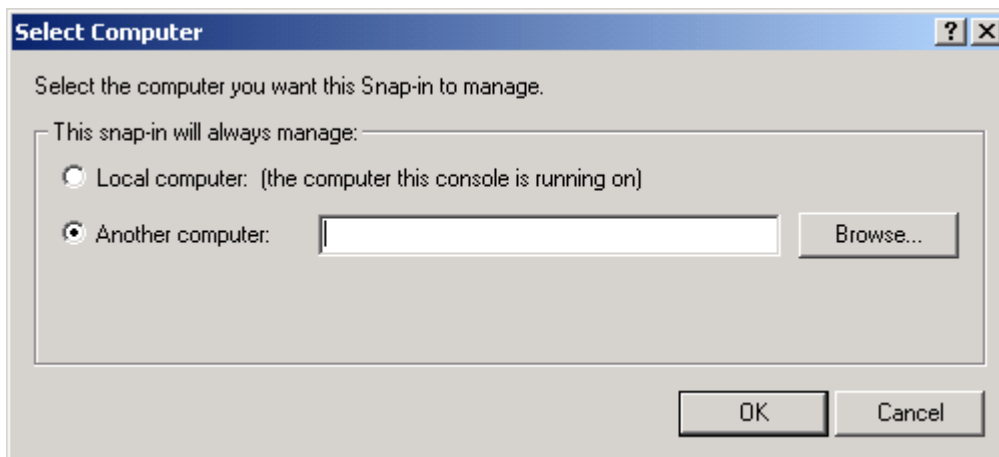 Select Computer
Select the computer you want this Snap-in to manage.
This snap-in will always manage:
Local computer:  (the computer this console is running on)
Another computer:
Browse...
OK
Cancel